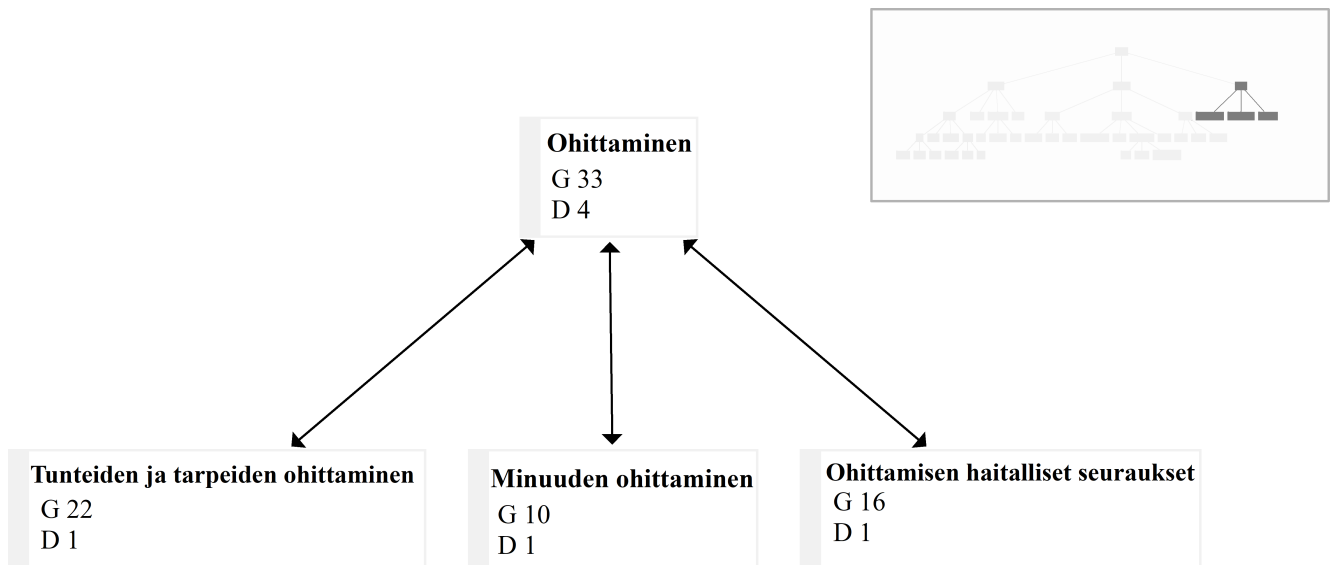 Ohittaminen
G 33
D 4
Tunteiden ja tarpeiden ohittaminen
G 22
D 1
Minuuden ohittaminen
G 10
D 1
Ohittamisen haitalliset seuraukset
G 16
D 1